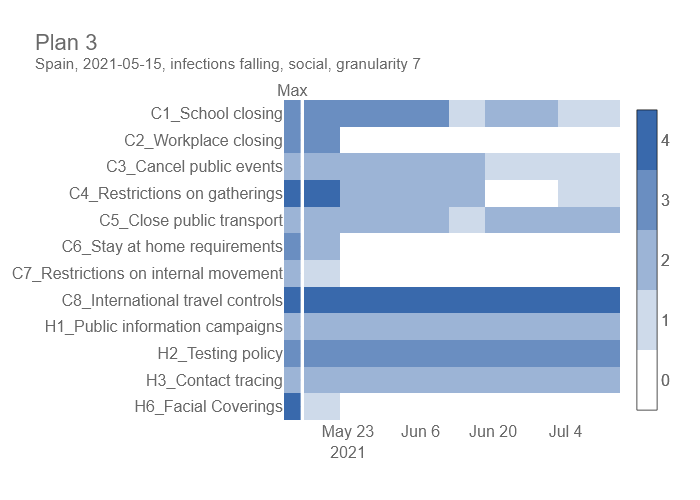 Plan 3
Spain, 2021-05-15, infections falling, social, granularity 7
Max
C1_School closing
C2_Workplace closing
C3_Cancel public events
C4_Restrictions on gatherings
C5_Close public transport
C6_Stay at home requirements
C7_Restrictions on internal movement
C8_International travel controls
H1_Public information campaigns
H2_Testing policy
H3_Contact tracing
H6_Facial Coverings
May 23 Jun 6 Jun 20 Jul 4
2021
4
3
2
1
0